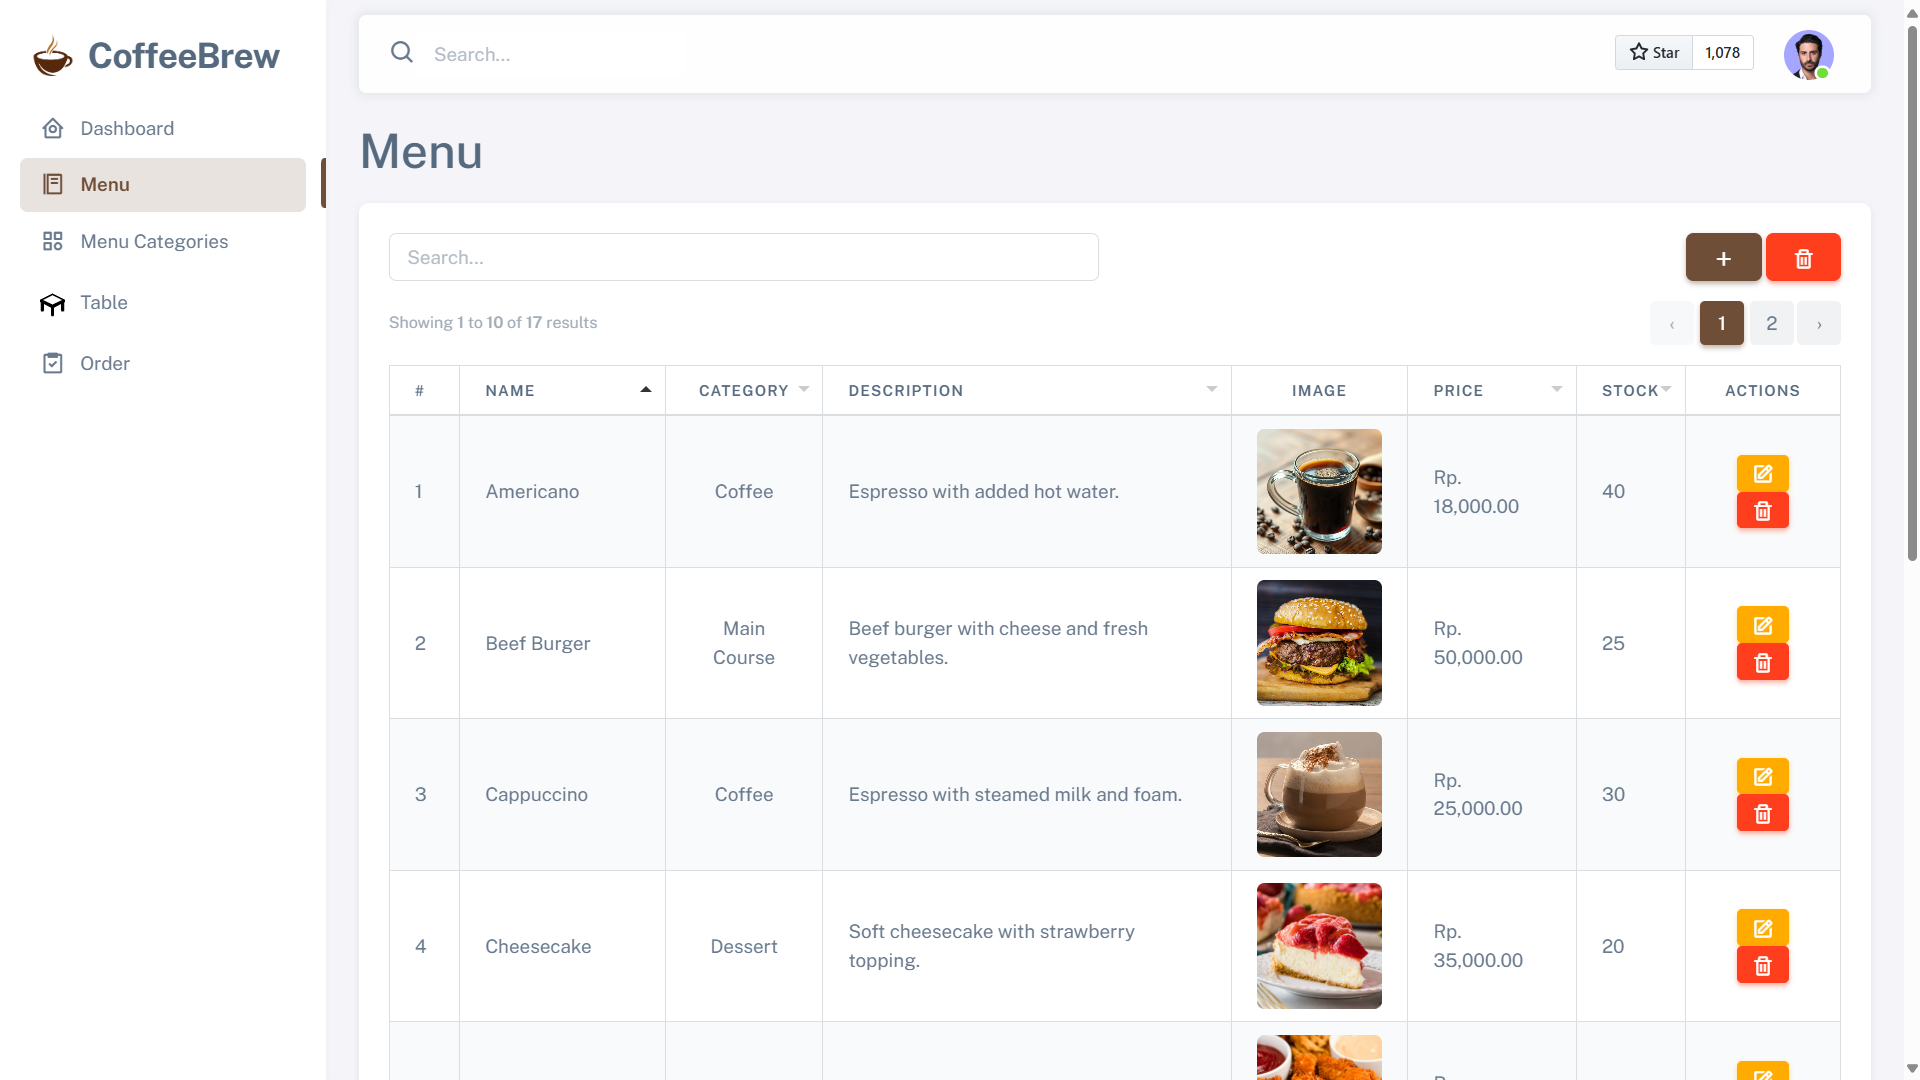 CoffeeBrew
Dashboard
Menu
Menu Categories
Table
Order
Search...
Star 1,078
Menu
Search...
+
Showing 1 to 10 of 17 results
‹ 1 2 ›
# NAME CATEGORY DESCRIPTION IMAGE PRICE STOCK ACTIONS
1 Americano Coffee Espresso with added hot water. Rp.
18,000.00 40
2 Beef Burger Main
Course Beef burger with cheese and fresh
vegetables. Rp.
50,000.00 25
3 Cappuccino Coffee Espresso with steamed milk and foam. Rp.
25,000.00 30
4 Cheesecake Dessert Soft cheesecake with strawberry
topping. Rp.
35,000.00 20